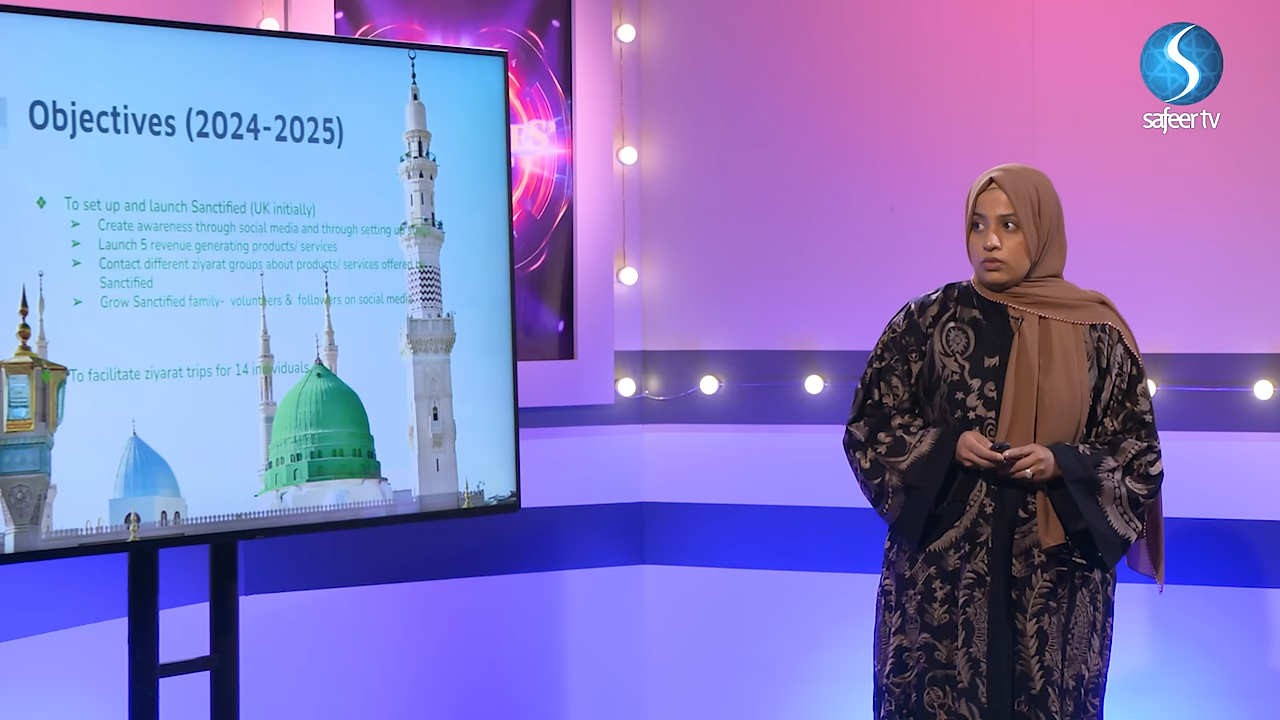 Objectives (2024-2025)
To set up and launch Sanctified (UK initially)
Create awareness through social media and through setting up
Launch 5 revenue generating products/ services
Contact different ziyarat groups about products/ services offered
Sanctified
Grow Sanctified family- volunteers & followers on social media
To facilitate ziyarat trips for 14 individuals
safeer tv